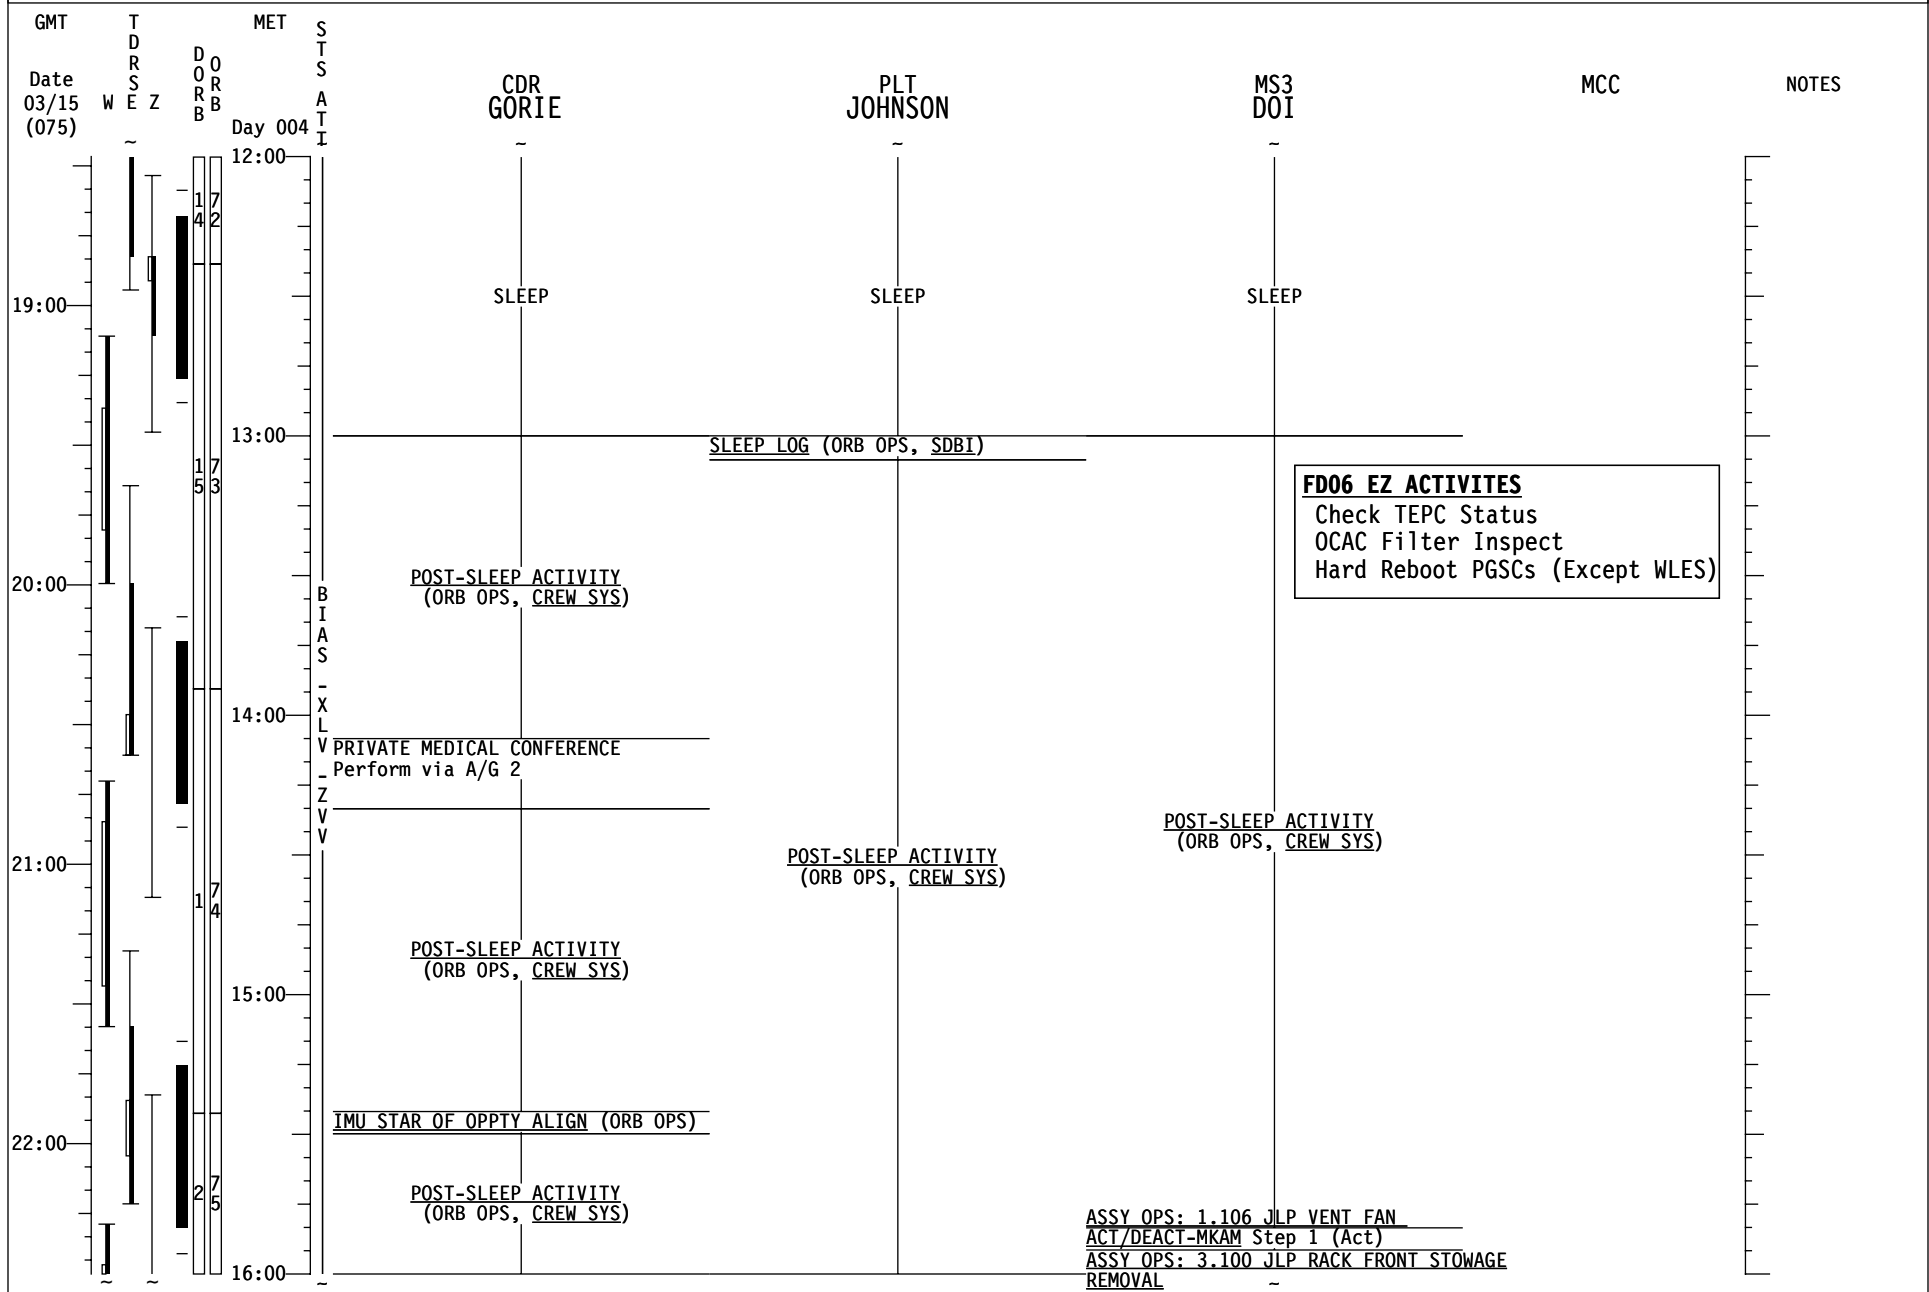 GMT
TDRS
MET
STS ATT
DORB
ORB
Date
03/15
(075)
W E Z
Day 004
CDR
GORIE
PLT
JOHNSON
MS3
DOI
MCC
NOTES
~
~
~
~
12:00
14
72
SLEEP
SLEEP
SLEEP
19:00
13:00
SLEEP LOG (ORB OPS, SDBI)
15
73
FD06 EZ ACTIVITES
Check TEPC Status
OCAC Filter Inspect
Hard Reboot PGSCs (Except WLES)
20:00
POST-SLEEP ACTIVITY
(ORB OPS, CREW SYS)
BIAS -XLV -ZVV
14:00
PRIVATE MEDICAL CONFERENCE
Perform via A/G 2
POST-SLEEP ACTIVITY
(ORB OPS, CREW SYS)
21:00
POST-SLEEP ACTIVITY
(ORB OPS, CREW SYS)
1
74
POST-SLEEP ACTIVITY
(ORB OPS, CREW SYS)
15:00
IMU STAR OF OPPTY ALIGN (ORB OPS)
22:00
2
75
POST-SLEEP ACTIVITY
(ORB OPS, CREW SYS)
ASSY OPS: 1.106 JLP VENT FAN
ACT/DEACT-MKAM Step 1 (Act)
ASSY OPS: 3.100 JLP RACK FRONT STOWAGE
REMOVAL
16:00
~
~
~
~